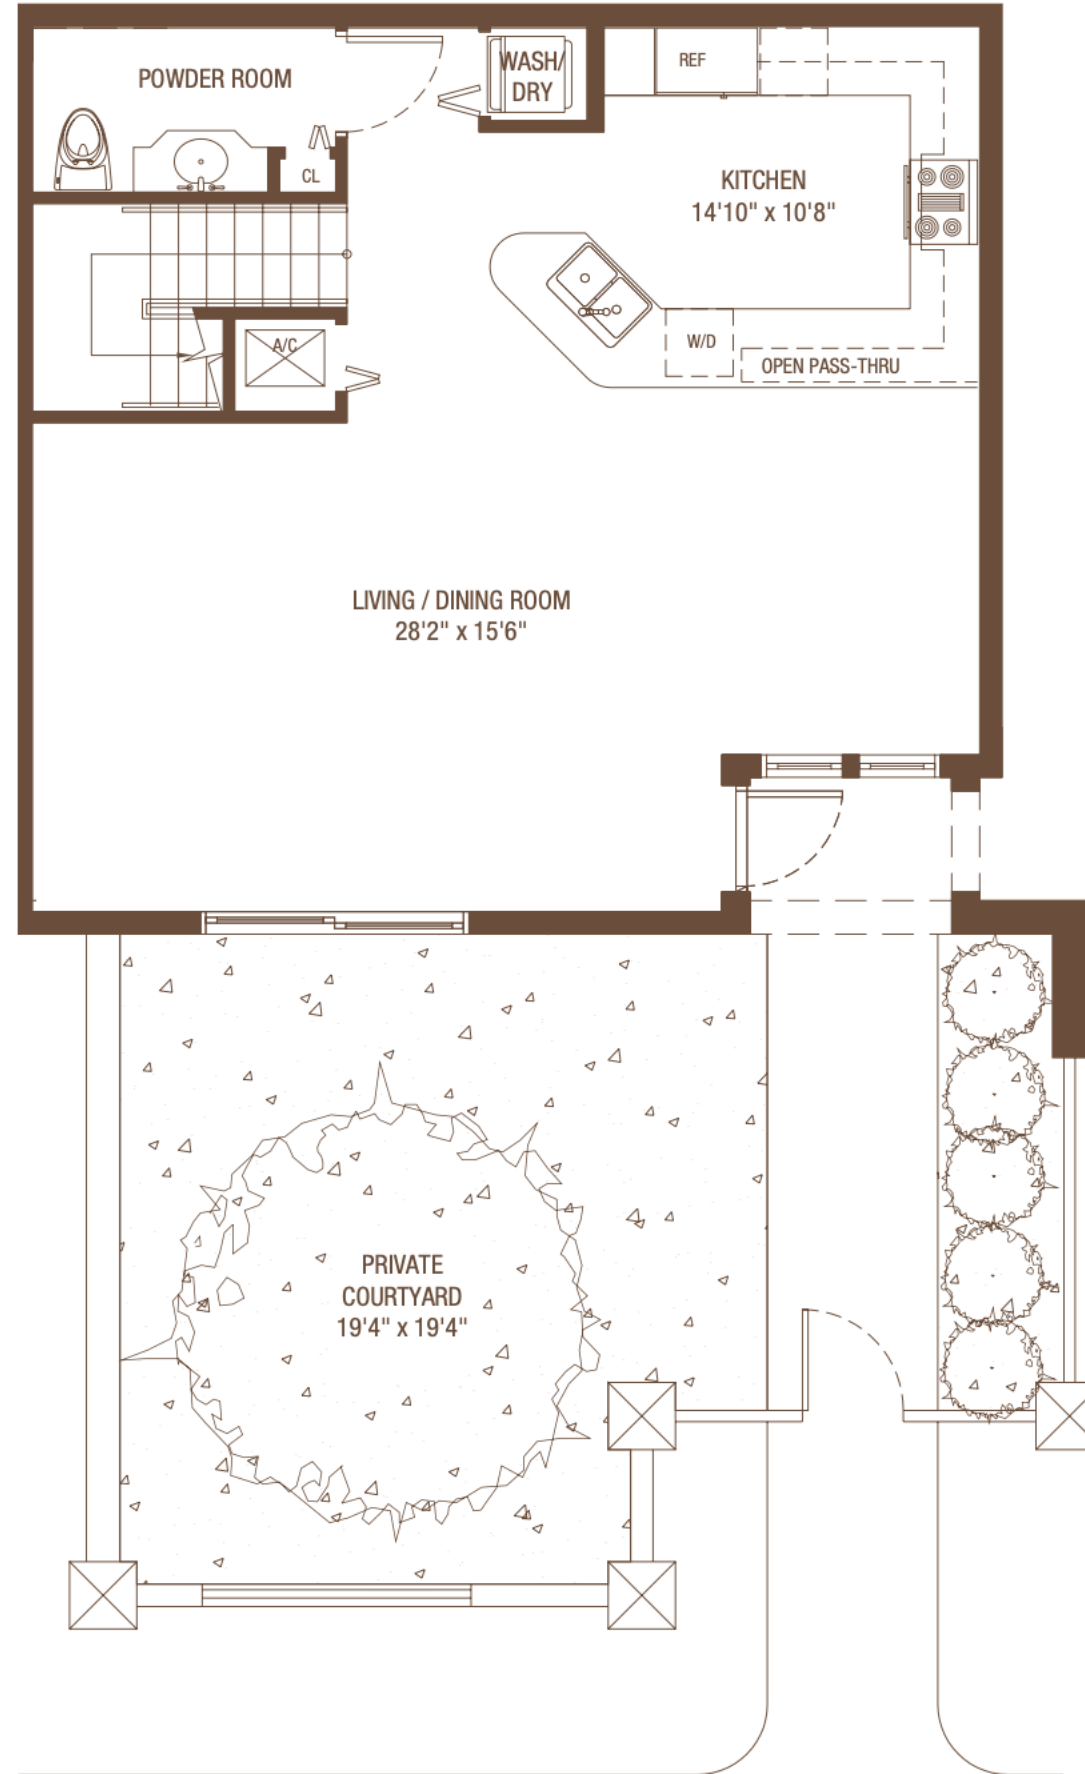 POWDER ROOM
WASH/
DRY
REF
CL
KITCHEN
14'10" x 10'8"
A/C
W/D
OPEN PASS-THRU
LIVING / DINING ROOM
28'2" x 15'6"
PRIVATE
COURTYARD
19'4" x 19'4"